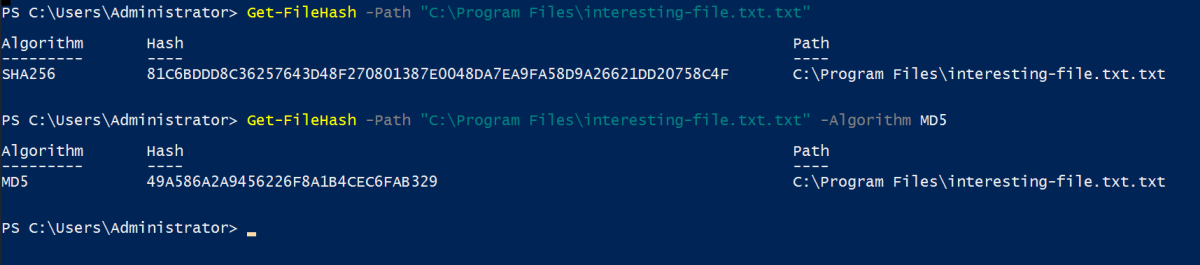 PS C:\Users\Administrator> Get-FileHash -Path "C:\Program Files\interesting-file.txt.txt"
Algorithm Hash Path
--------- ---- ----
SHA256 81C6BDDD8C36257643D48F270801387E0048DA7EA9FA58D9A26621DD20758C4F C:\Program Files\interesting-file.txt.txt
PS C:\Users\Administrator> Get-FileHash -Path "C:\Program Files\interesting-file.txt.txt" -Algorithm MD5
Algorithm Hash Path
--------- ---- ----
MD5 49A586A2A9456226F8A1B4CEC6FAB329 C:\Program Files\interesting-file.txt.txt
PS C:\Users\Administrator> _